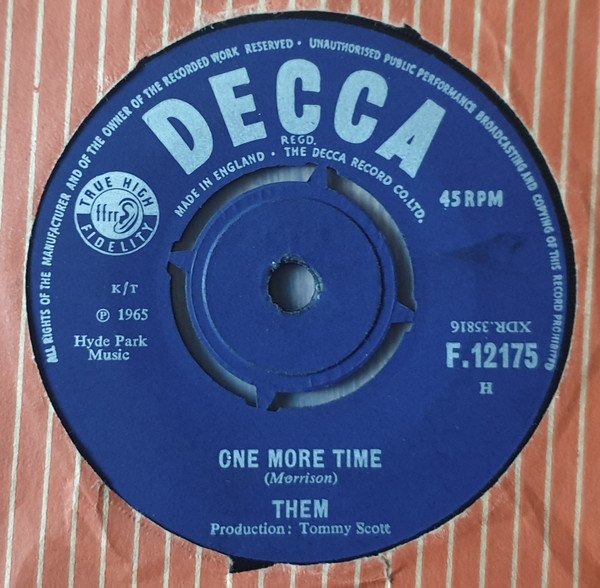 ALL RIGHTS OF THE MANUFACTURER AND OF THE OWNER OF THE RECORDED WORK RESERVED · UNAUTHORISED PUBLIC PERFORMANCE BROADCASTING AND COPYING OF THIS RECORD PROHIBITED
DECCA
REGD.
MADE IN ENGLAND · THE DECCA RECORD CO. LTD.
TRUE HIGH
ffrr
FIDELITY
45 RPM
K/T
℗ 1965
Hyde Park
Music
XDR.35816
F.12175
H
ONE MORE TIME
(Morrison)
THEM
Production: Tommy Scott